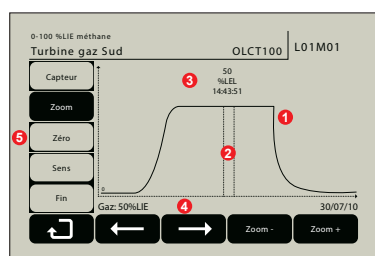 0-100 %LIE méthane
Turbine gaz Sud
OLCT100
L01M01
Capteur
Zoom
Zéro
Sens
Fin
50
%LEL
14:43:51
3
1
2
5
4
0
Gaz: 50%LIE
30/07/10
Zoom -
Zoom +